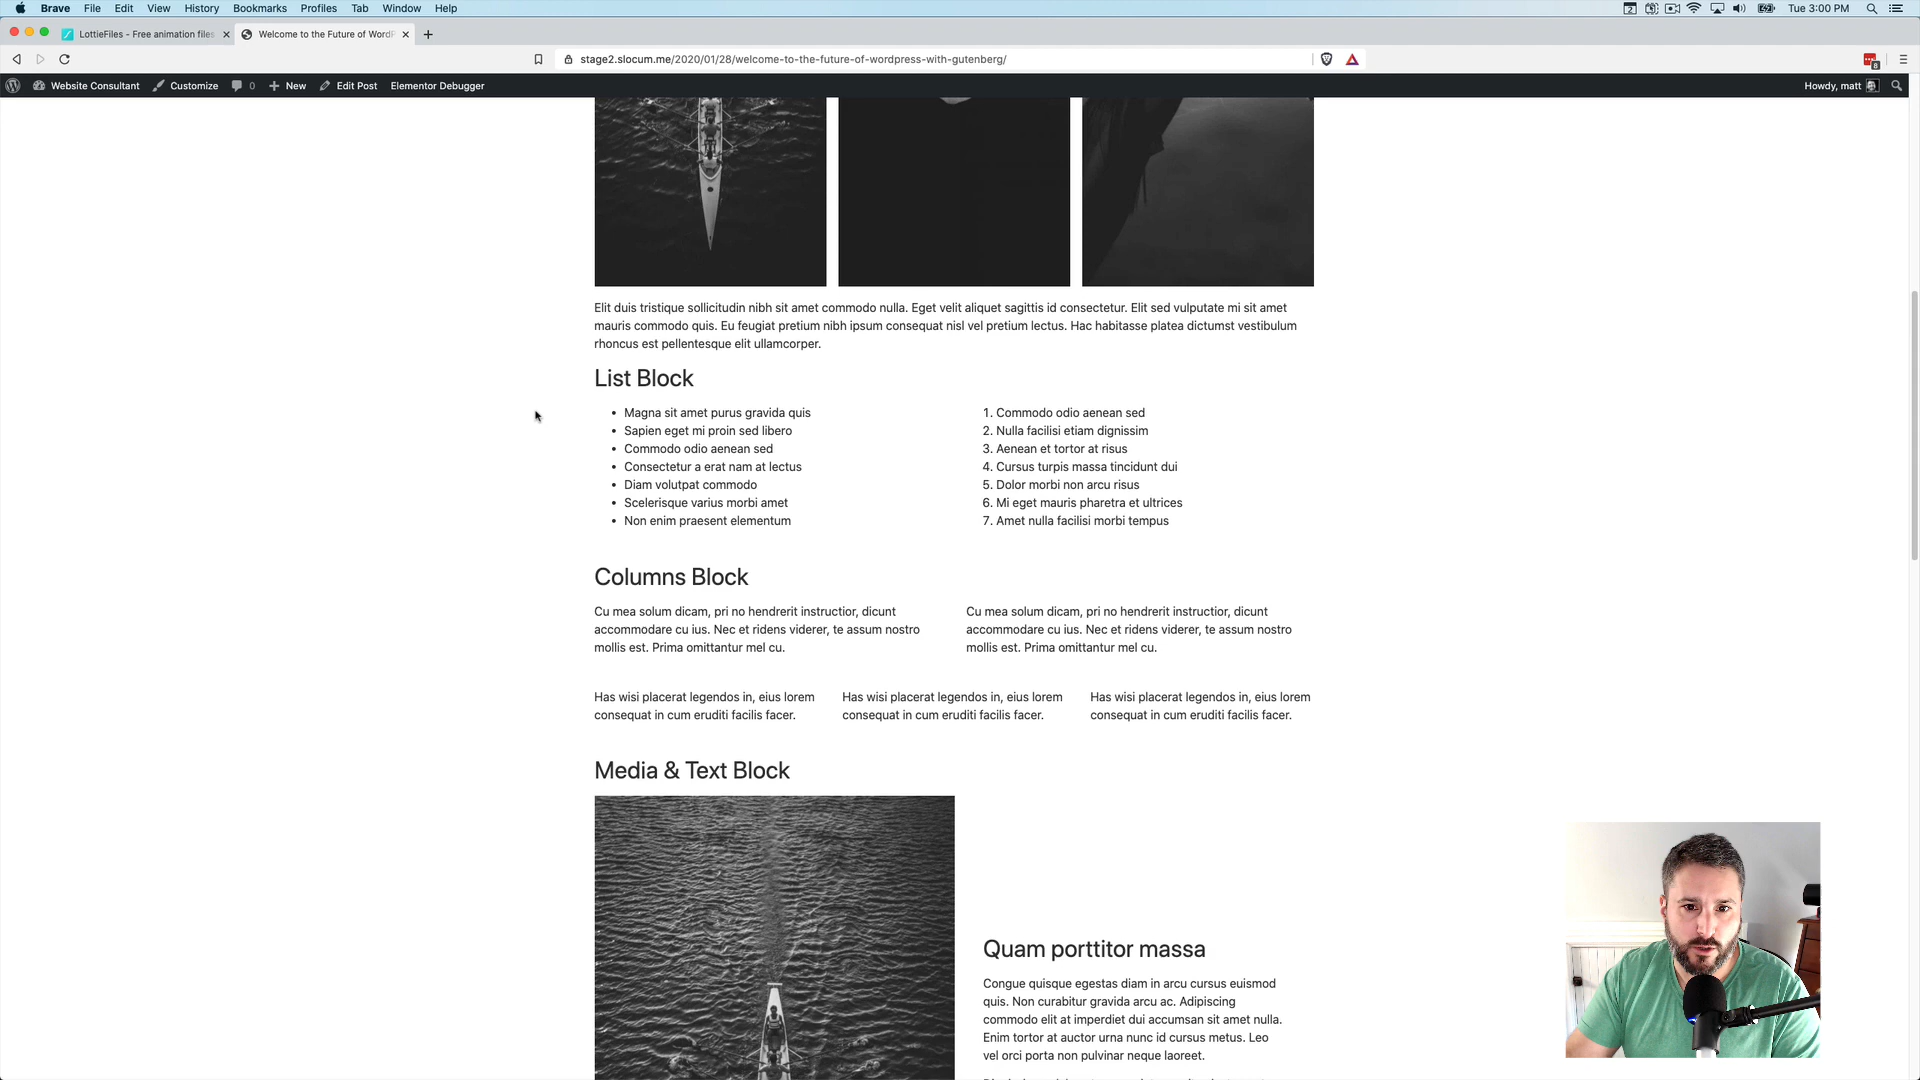 Brave File Edit View History Bookmarks Profiles Tab Window Help
Tue 3:00 PM
LottieFiles - Free animation files
Welcome to the Future of WordP
stage2.slocum.me/2020/01/28/welcome-to-the-future-of-wordpress-with-gutenberg/
Website Consultant Customize 0 New Edit Post Elementor Debugger
Howdy, matt
Elit duis tristique sollicitudin nibh sit amet commodo nulla. Eget velit aliquet sagittis id consectetur. Elit sed vulputate mi sit amet
mauris commodo quis. Eu feugiat pretium nibh ipsum consequat nisl vel pretium lectus. Hac habitasse platea dictumst vestibulum
rhoncus est pellentesque elit ullamcorper.
List Block
• Magna sit amet purus gravida quis
• Sapien eget mi proin sed libero
• Commodo odio aenean sed
• Consectetur a erat nam at lectus
• Diam volutpat commodo
• Scelerisque varius morbi amet
• Non enim praesent elementum
1. Commodo odio aenean sed
2. Nulla facilisi etiam dignissim
3. Aenean et tortor at risus
4. Cursus turpis massa tincidunt dui
5. Dolor morbi non arcu risus
6. Mi eget mauris pharetra et ultrices
7. Amet nulla facilisi morbi tempus
Columns Block
Cu mea solum dicam, pri no hendrerit instructior, dicunt
accommodare cu ius. Nec et ridens viderer, te assum nostro
mollis est. Prima omittantur mel cu.
Cu mea solum dicam, pri no hendrerit instructior, dicunt
accommodare cu ius. Nec et ridens viderer, te assum nostro
mollis est. Prima omittantur mel cu.
Has wisi placerat legendos in, eius lorem
consequat in cum eruditi facilis facer.
Has wisi placerat legendos in, eius lorem
consequat in cum eruditi facilis facer.
Has wisi placerat legendos in, eius lorem
consequat in cum eruditi facilis facer.
Media & Text Block
Quam porttitor massa
Congue quisque egestas diam in arcu cursus euismod
quis. Non curabitur gravida arcu ac. Adipiscing
commodo elit at imperdiet dui accumsan sit amet nulla.
Enim tortor at auctor urna nunc id cursus metus. Leo
vel orci porta non pulvinar neque laoreet.